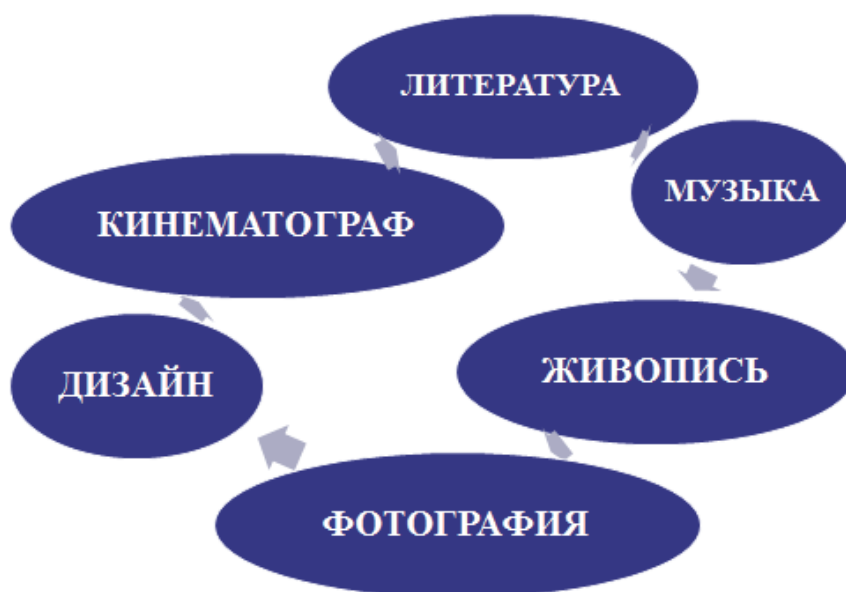 ЛИТЕРАТУРА
МУЗЫКА
КИНЕМАТОГРАФ
ЖИВОПИСЬ
ДИЗАЙН
ФОТОГРАФИЯ